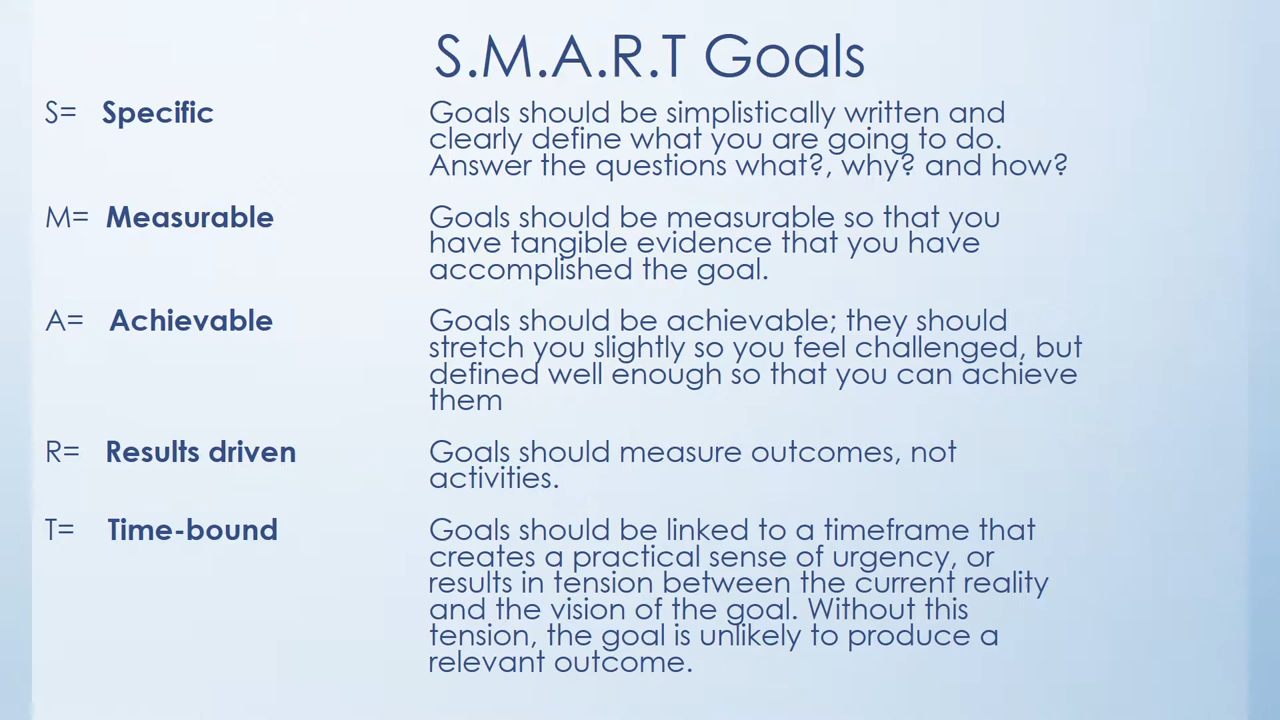 S.M.A.R.T Goals
S= Specific Goals should be simplistically written and
clearly define what you are going to do.
Answer the questions what?, why? and how?
M= Measurable Goals should be measurable so that you
have tangible evidence that you have
accomplished the goal.
A= Achievable Goals should be achievable; they should
stretch you slightly so you feel challenged, but
defined well enough so that you can achieve
them
R= Results driven Goals should measure outcomes, not
activities.
T= Time-bound Goals should be linked to a timeframe that
creates a practical sense of urgency, or
results in tension between the current reality
and the vision of the goal. Without this
tension, the goal is unlikely to produce a
relevant outcome.